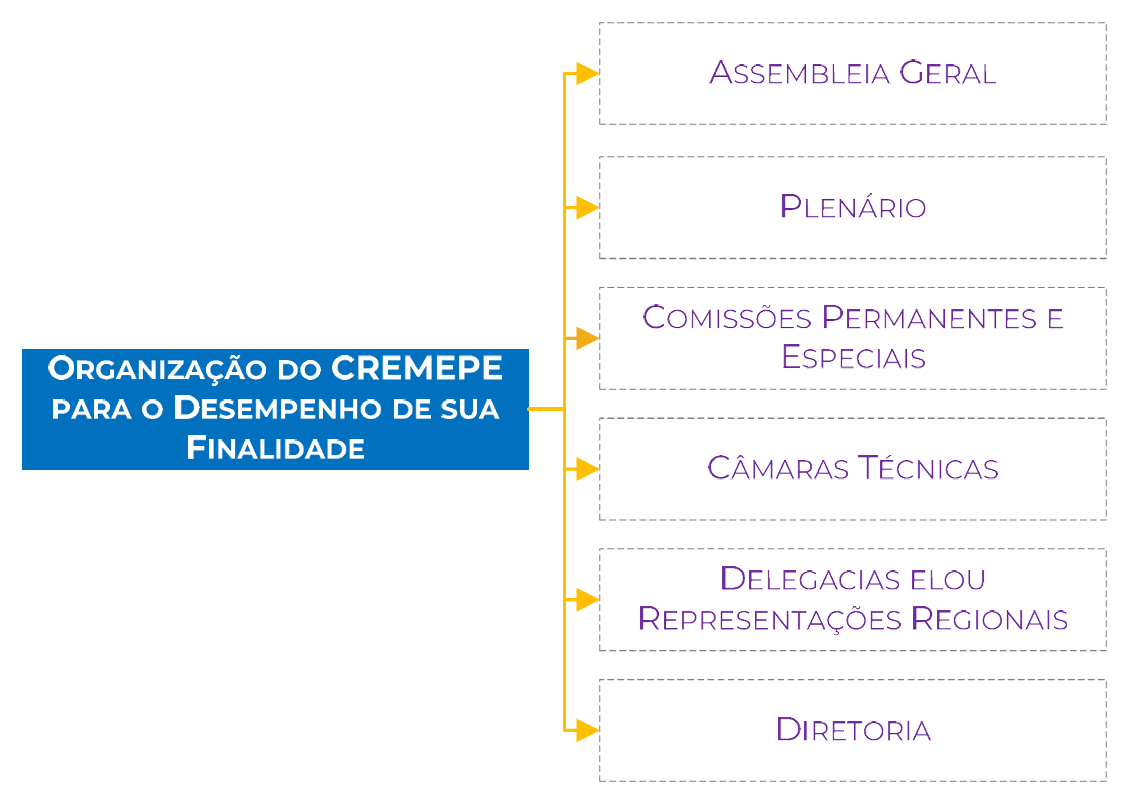 Assembleia Geral
Plenário
Comissões Permanentes e
Especiais
Organização do CREMEPE
para o Desempenho de sua
Finalidade
Câmaras Técnicas
Delegacias elou
Representações Regionais
Diretoria